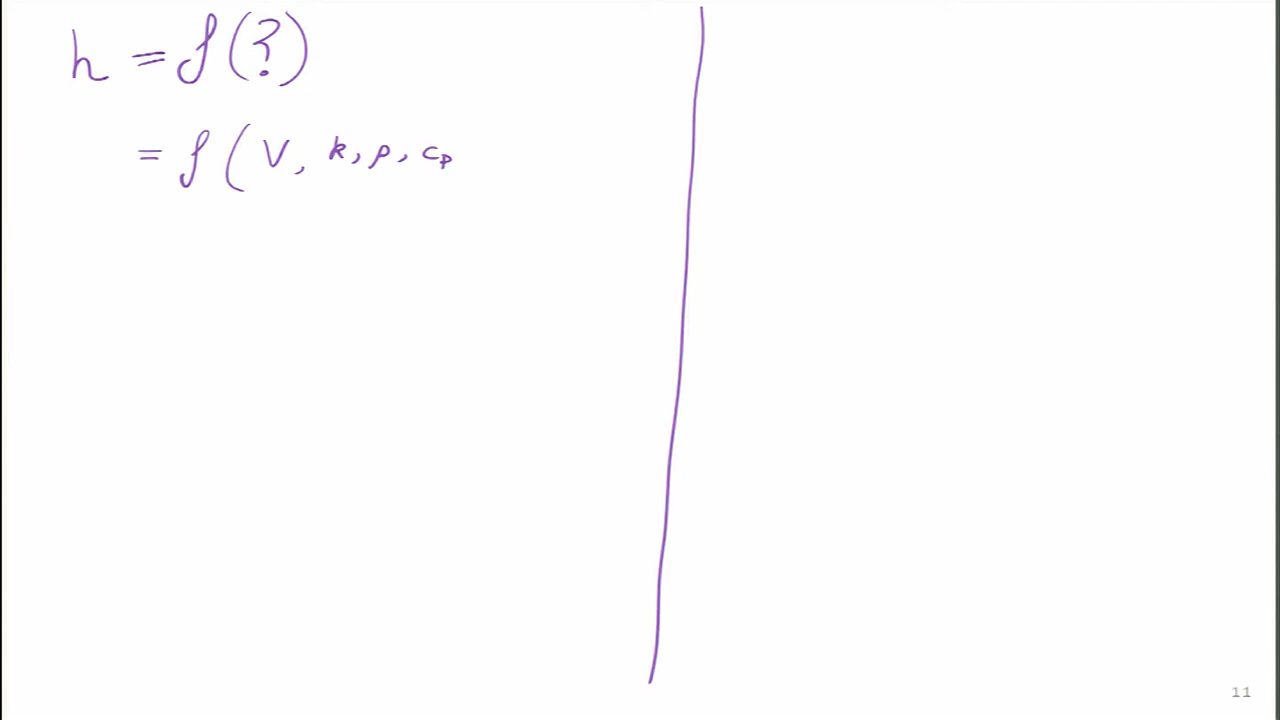 h = f(?)
= f(V, k, ρ, cₚ
11